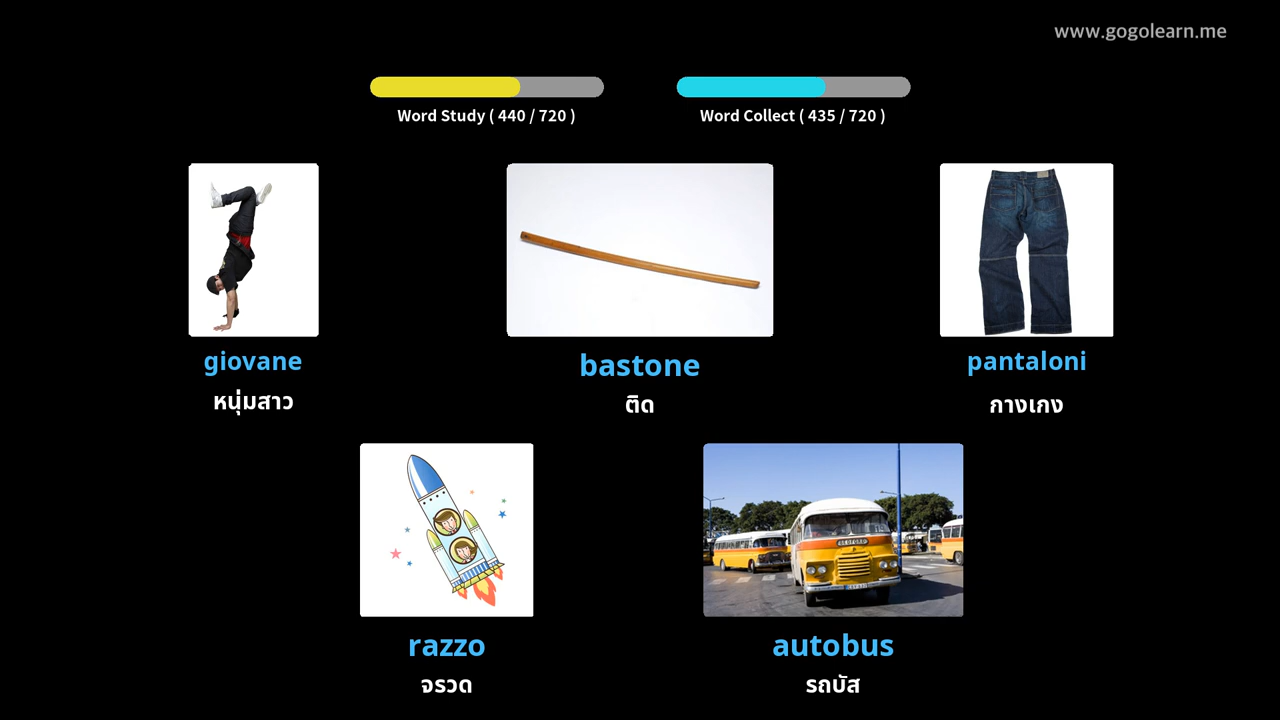 www.gogolearn.me
Word Study ( 440 / 720 )
Word Collect ( 435 / 720 )
giovane
bastone
pantaloni
หนุ่มสาว
ติด
กางเกง
BEDFORD
razzo
autobus
จรวด
รถบัส